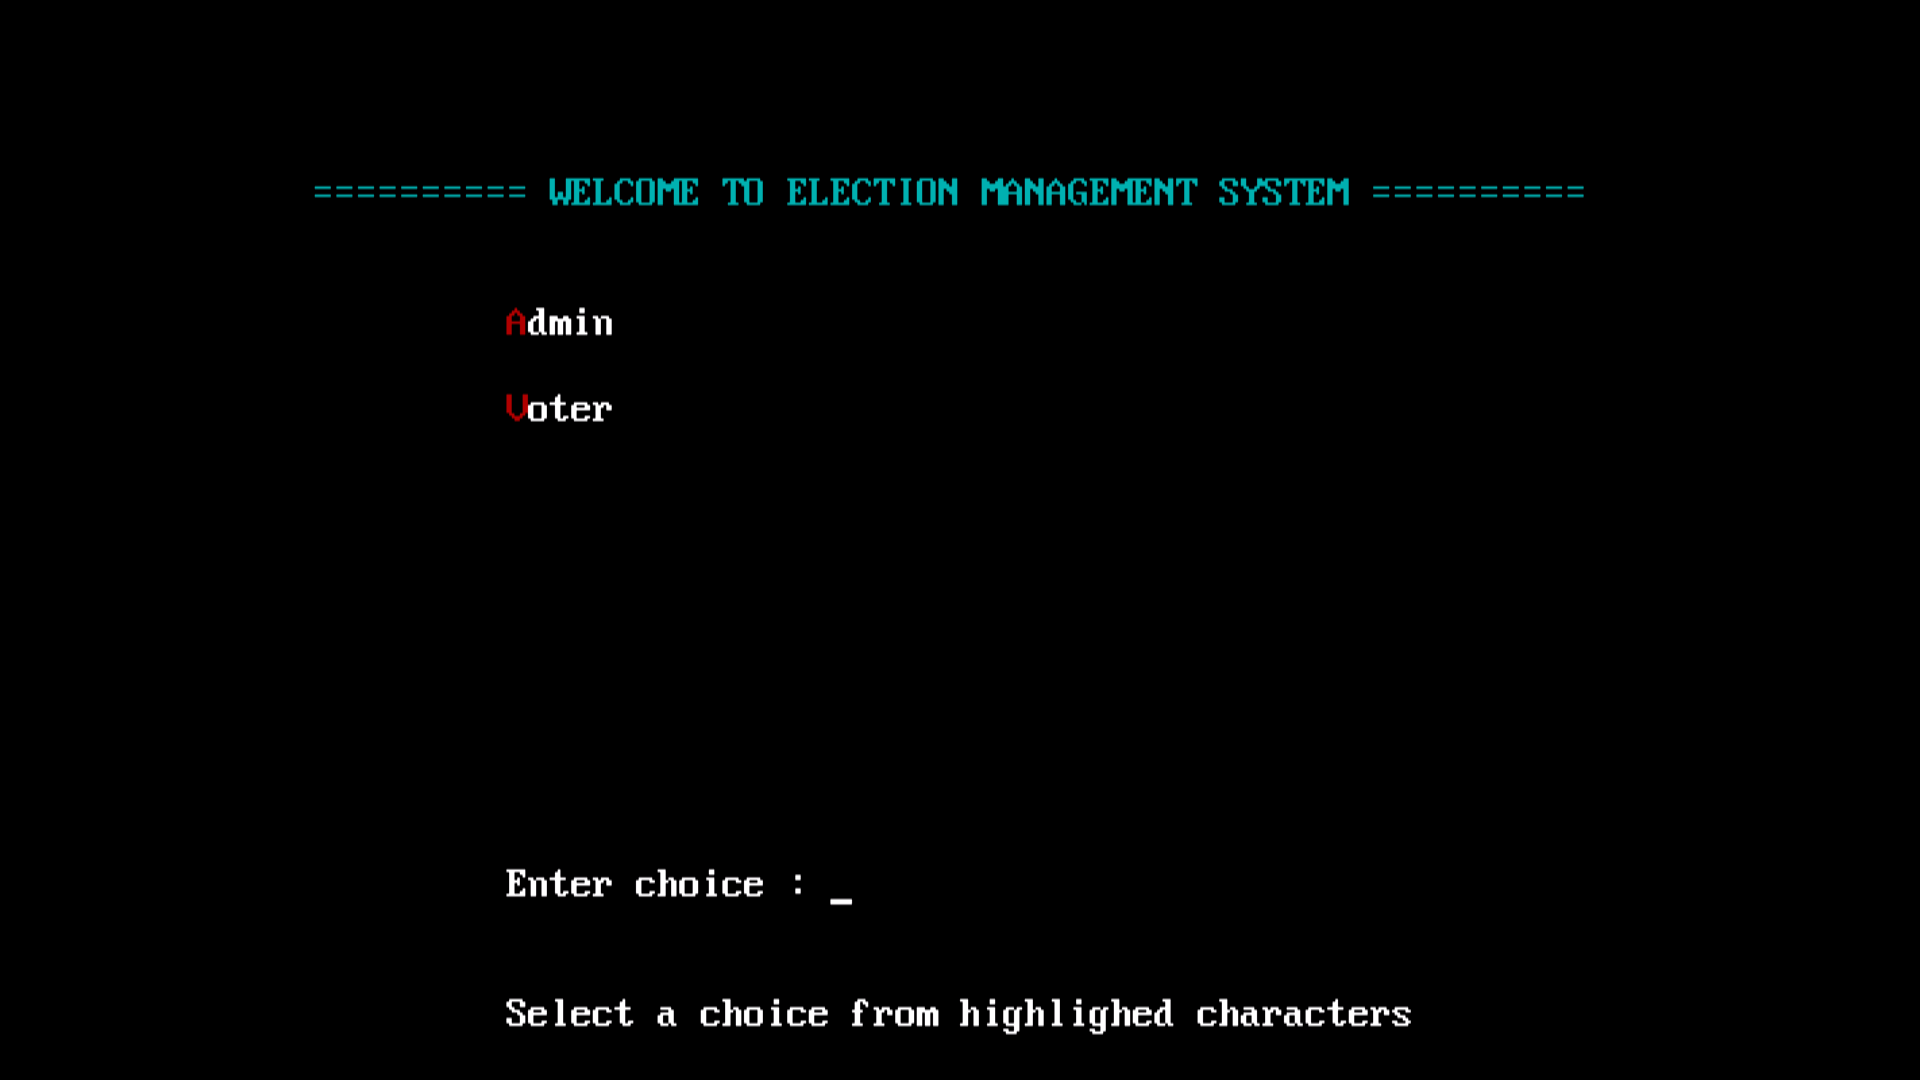 ========== WELCOME TO ELECTION MANAGEMENT SYSTEM ==========
Admin
Voter
Enter choice : _
Select a choice from highlighed characters